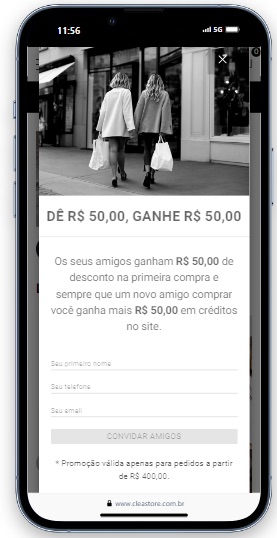 11:56
5G
DÊ R$ 50,00, GANHE R$ 50,00
Os seus amigos ganham R$ 50,00 de
desconto na primeira compra e
sempre que um novo amigo comprar
você ganha mais R$ 50,00 em créditos
no site.
Seu primeiro nome
Seu telefone
Seu email
CONVIDAR AMIGOS
* Promoção válida apenas para pedidos a partir
de R$ 400,00.
www.cleastore.com.br